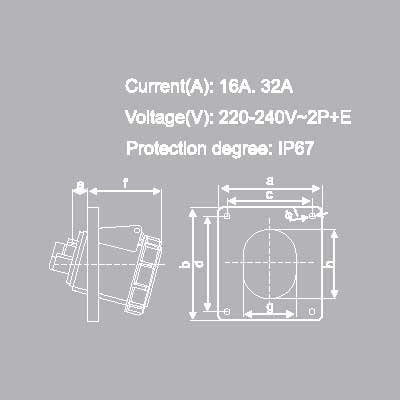 Current(A): 16A. 32A
Voltage(V): 220-240V~2P+E
Protection degree: IP67
a
e f
c
b d h
g